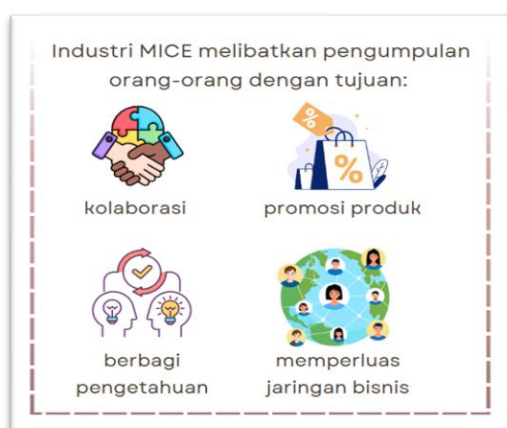 Industri MICE melibatkan pengumpulan
orang-orang dengan tujuan:
%
%
kolaborasi
promosi produk
berbagi
pengetahuan
memperluas
jaringan bisnis